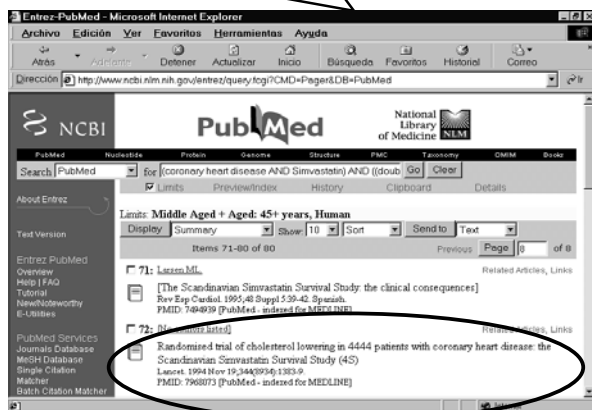 Entrez-PubMed - Microsoft Internet Explorer
Archivo Edición Ver Favoritos Herramientas Ayuda
Atrás Adelante Detener Actualizar Inicio Búsqueda Favoritos Historial Correo
Dirección http://www.ncbi.nlm.nih.gov/entrez/query.fcgi?CMD=Pager&DB=PubMed Ir
NCBI PubMed National Library of Medicine NLM
PubMed Nucleotide Protein Genome Structure PMC Taxonomy OMIM Books
Search PubMed for (coronary heart disease AND Simvastatin) AND ((doub Go Clear
Limits Preview/Index History Clipboard Details
About Entrez
Text Version
Entrez PubMed
Overview
Help | FAQ
Tutorial
New/Noteworthy
E-Utilities
PubMed Services
Journals Database
MeSH Database
Single Citation
Matcher
Batch Citation Matcher
Limits: Middle Aged + Aged: 45+ years, Human
Display Summary Show: 10 Sort Send to Text
Items 71-80 of 80 Previous Page 8 of 8
71: Larsen ML. Related Articles, Links
[The Scandinavian Simvastatin Survival Study: the clinical consequences]
Rev Esp Cardiol. 1995;48 Suppl 5:39-42. Spanish.
PMID: 7494939 [PubMed - indexed for MEDLINE]
72: [No authors listed] Related Articles, Links
Randomised trial of cholesterol lowering in 4444 patients with coronary heart disease: the
Scandinavian Simvastatin Survival Study (4S)
Lancet. 1994 Nov 19;344(8934):1383-9.
PMID: 7968073 [PubMed - indexed for MEDLINE]